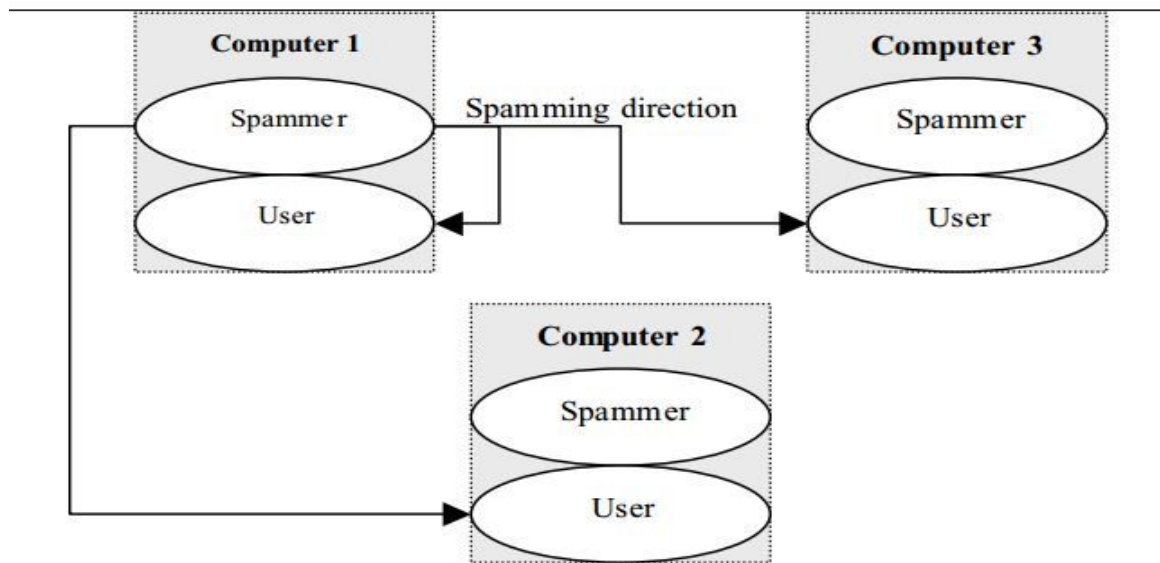 Computer 1
Spammer
User
Spamming direction
Computer 3
Spammer
User
Computer 2
Spammer
User